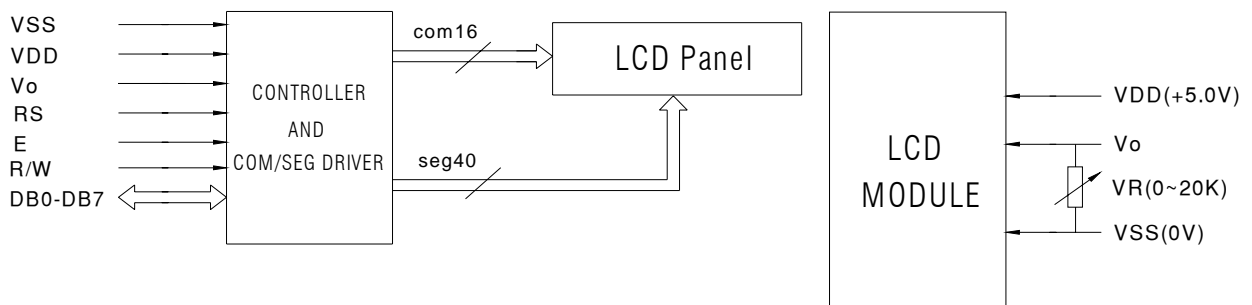 VSS
VDD
Vo
RS
E
R/W
DB0-DB7
CONTROLLER
AND
COM/SEG DRIVER
com16
seg40
LCD Panel
LCD
MODULE
VDD(+5.0V)
Vo
VR(0~20K)
VSS(0V)